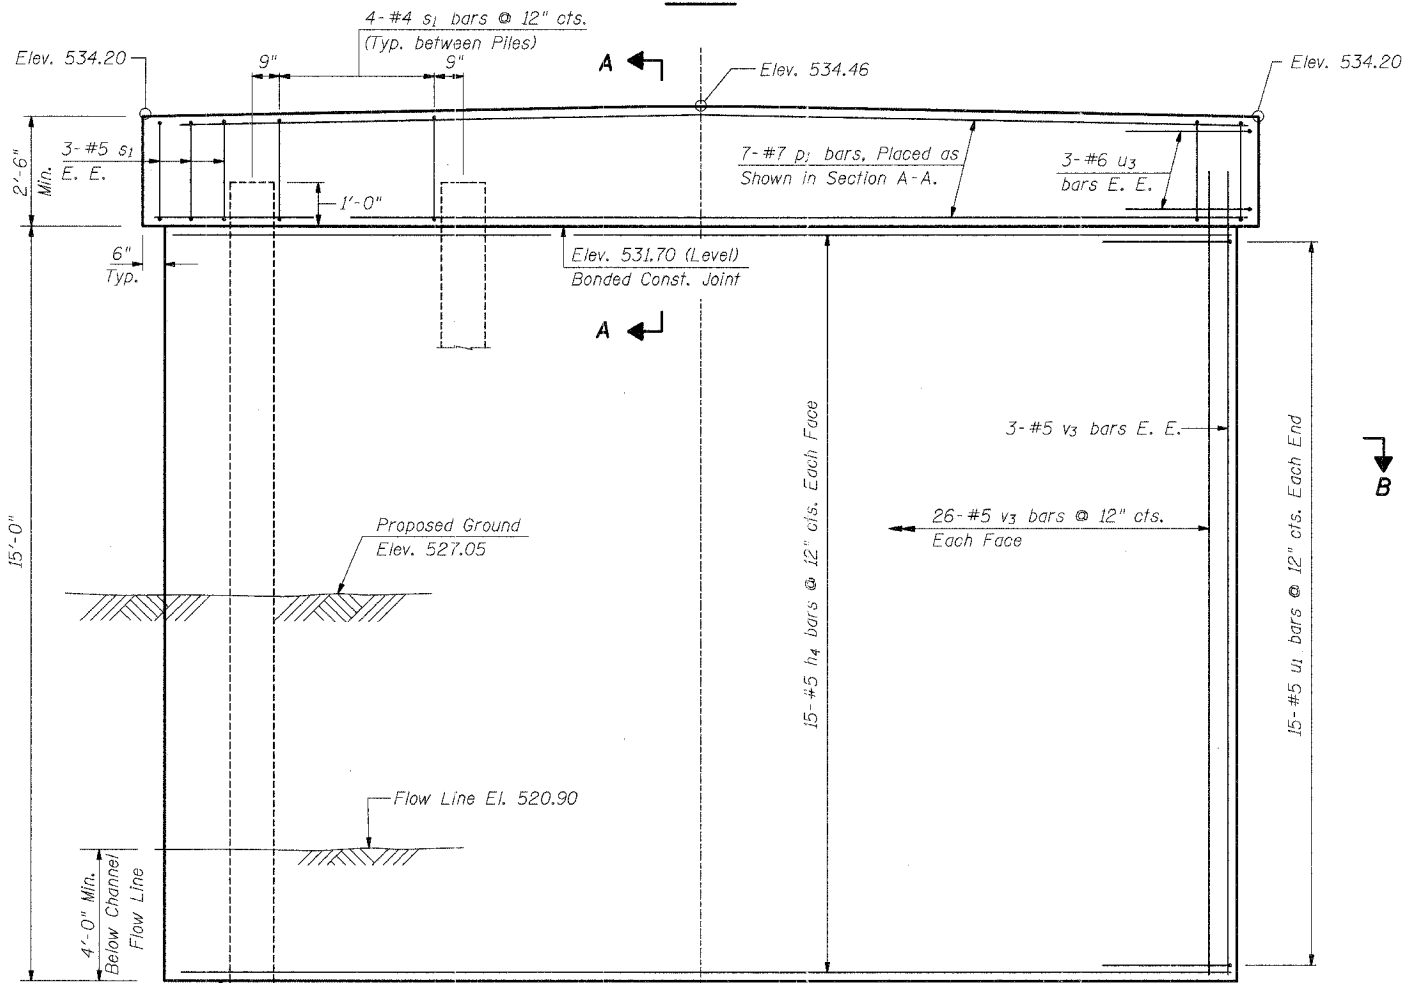 4-#4 s1 bars @ 12" cts.
(Typ. between Piles)
Elev. 534.20
9"
9"
A
Elev. 534.46
Elev. 534.20
3-#5 s1
E. E.
2'-6"
Min.
1'-0"
7-#7 p1 bars, Placed as
Shown in Section A-A.
3-#6 u3
bars E. E.
6"
Typ.
Elev. 531.70 (Level)
Bonded Const. Joint
A
15'-0"
3-#5 v3 bars E. E.
B
26-#5 v3 bars @ 12" cts.
Each Face
15-#5 h4 bars @ 12" cts. Each Face
15-#5 u1 bars @ 12" cts. Each End
Proposed Ground
Elev. 527.05
Flow Line El. 520.90
4'-0" Min.
Below Channel
Flow Line